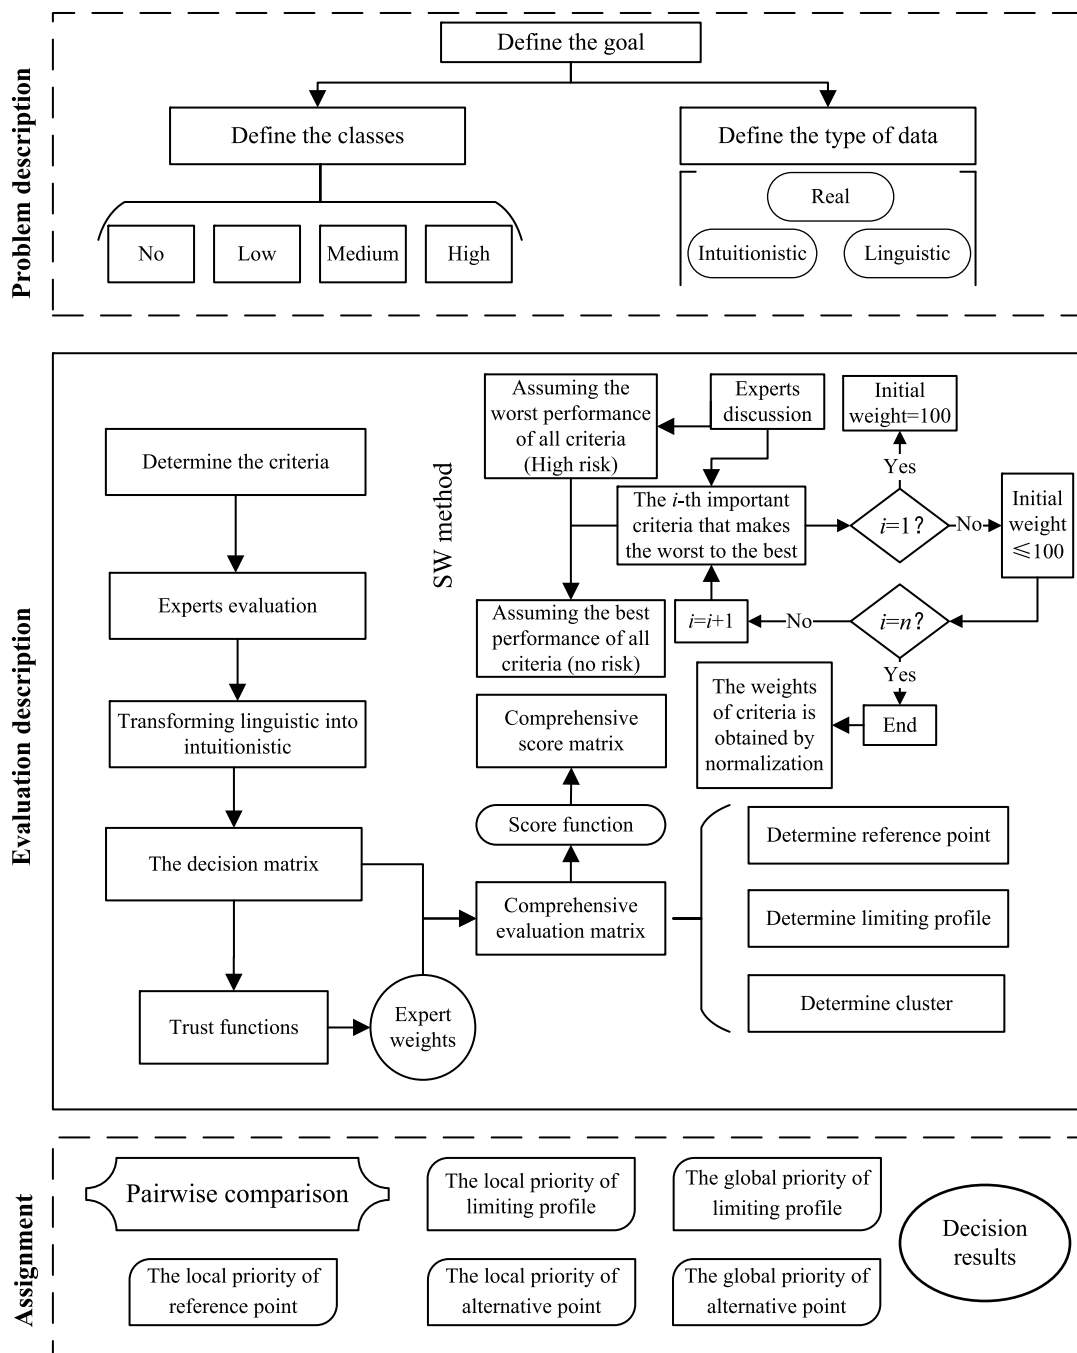 Problem description
Define the goal
Define the classes
Define the type of data
No
Low
Medium
High
Real
Intuitionistic
Linguistic
Evaluation description
Determine the criteria
Experts evaluation
Transforming linguistic into
intuitionistic
The decision matrix
Trust functions
Expert
weights
SW method
Assuming the
worst performance
of all criteria
(High risk)
Experts
discussion
Initial
weight=100
Yes
The i-th important
criteria that makes
the worst to the best
i=1?
No
Initial
weight
≤100
Assuming the best
performance of all
criteria (no risk)
i=i+1
No
i=n?
Yes
End
The weights
of criteria is
obtained by
normalization
Comprehensive
score matrix
Score function
Comprehensive
evaluation matrix
Determine reference point
Determine limiting profile
Determine cluster
Assignment
Pairwise comparison
The local priority of
limiting profile
The global priority of
limiting profile
Decision
results
The local priority of
reference point
The local priority of
alternative point
The global priority of
alternative point